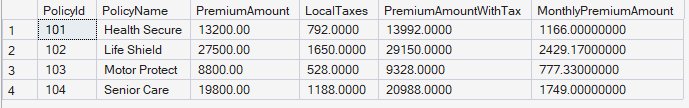 PolicyId PolicyName PremiumAmount LocalTaxes PremiumAmountWithTax MonthlyPremiumAmount
1 101 Health Secure 13200.00 792.0000 13992.0000 1166.00000000
2 102 Life Shield 27500.00 1650.0000 29150.0000 2429.17000000
3 103 Motor Protect 8800.00 528.0000 9328.0000 777.33000000
4 104 Senior Care 19800.00 1188.0000 20988.0000 1749.00000000